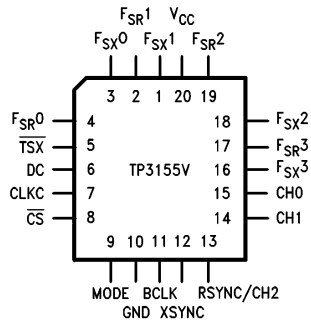 FSR1 VCC
FSX0 FSX1 FSR2
3 2 1 20 19
FSR0 4 18 FSX2
TSX 5 17 FSR3
DC 6 TP3155V 16 FSX3
CLKC 7 15 CH0
CS 8 14 CH1
9 10 11 12 13
MODE BCLK RSYNC/CH2
GND XSYNC